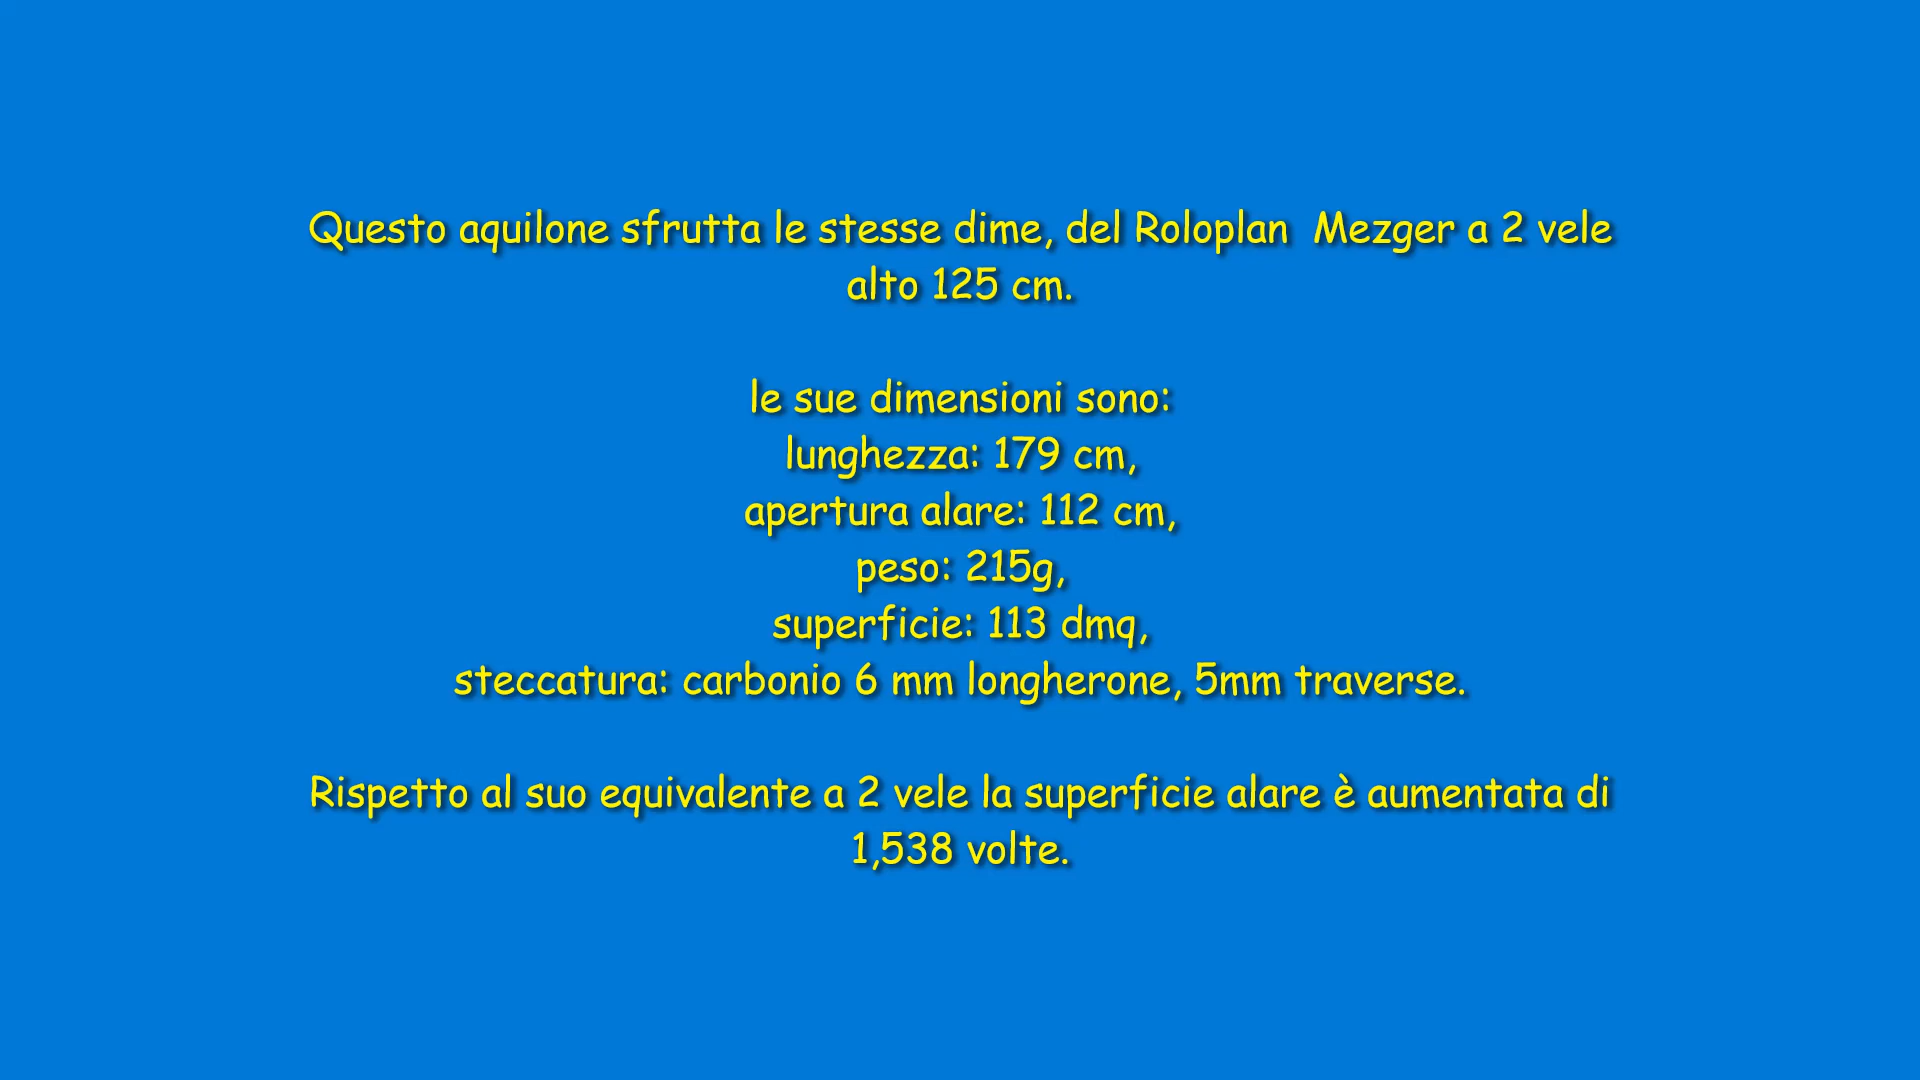 Questo aquilone sfrutta le stesse dime, del Roloplan  Mezger a 2 vele
alto 125 cm.
le sue dimensioni sono:
lunghezza: 179 cm,
apertura alare: 112 cm,
peso: 215g,
superficie: 113 dmq,
steccatura: carbonio 6 mm longherone, 5mm traverse.
Rispetto al suo equivalente a 2 vele la superficie alare è aumentata di
1,538 volte.